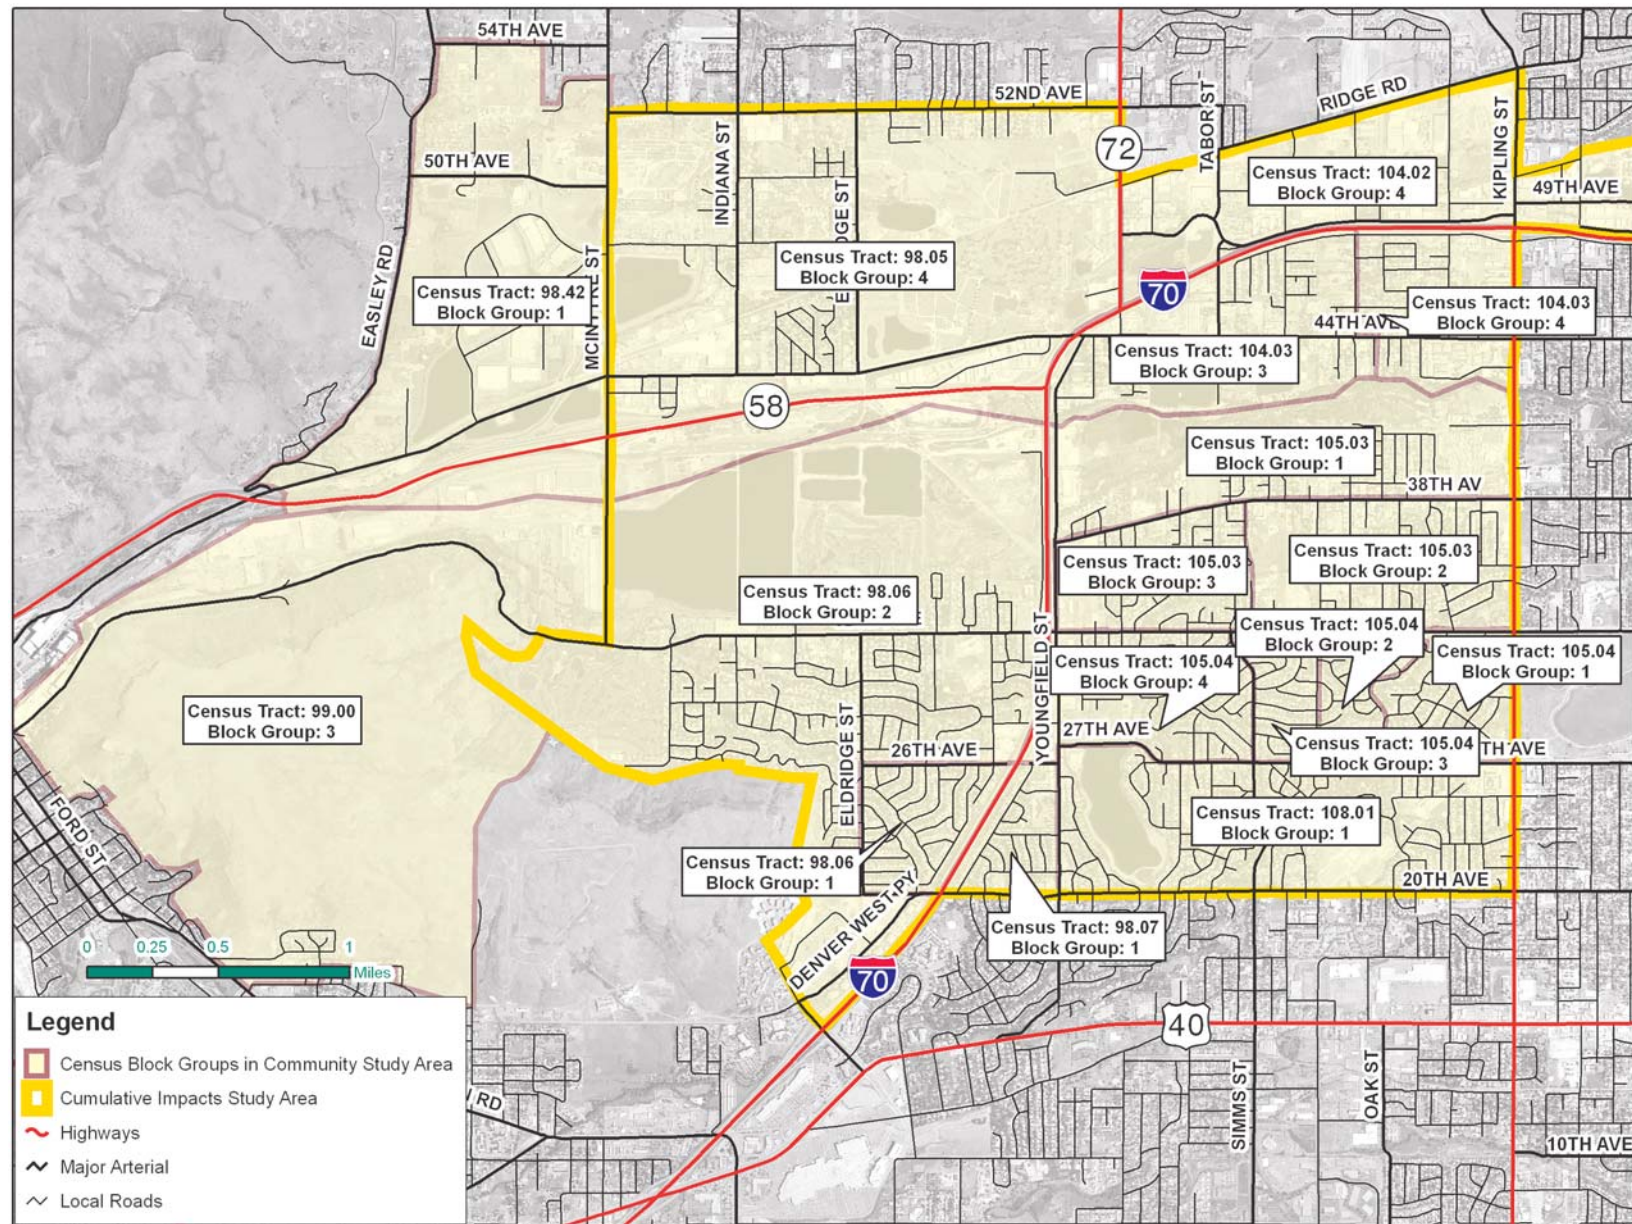 54TH AVE
52ND AVE
RIDGE RD
72
TABOR ST
KIPLING ST
INDIANA ST
50TH AVE
Census Tract: 104.02
Block Group: 4
49TH AVE
EASLEY RD
MCINTYRE ST
Census Tract: 98.05
Block Group: 4
Census Tract: 98.42
Block Group: 1
70
Census Tract: 104.03
Block Group: 4
44TH AVE
Census Tract: 104.03
Block Group: 3
58
Census Tract: 105.03
Block Group: 1
38TH AV
Census Tract: 105.03
Block Group: 3
Census Tract: 105.03
Block Group: 2
Census Tract: 98.06
Block Group: 2
YOUNGFIELD ST
Census Tract: 105.04
Block Group: 2
Census Tract: 105.04
Block Group: 4
Census Tract: 105.04
Block Group: 1
Census Tract: 99.00
Block Group: 3
ELDRIDGE ST
26TH AVE
27TH AVE
Census Tract: 105.04
Block Group: 3
TH AVE
Census Tract: 108.01
Block Group: 1
FORD ST
Census Tract: 98.06
Block Group: 1
20TH AVE
DENVER WEST PY
Census Tract: 98.07
Block Group: 1
0 0.25 0.5 1
Miles
70
40
SIMMS ST
OAK ST
10TH AVE
RD
Legend
Census Block Groups in Community Study Area
Cumulative Impacts Study Area
Highways
Major Arterial
Local Roads